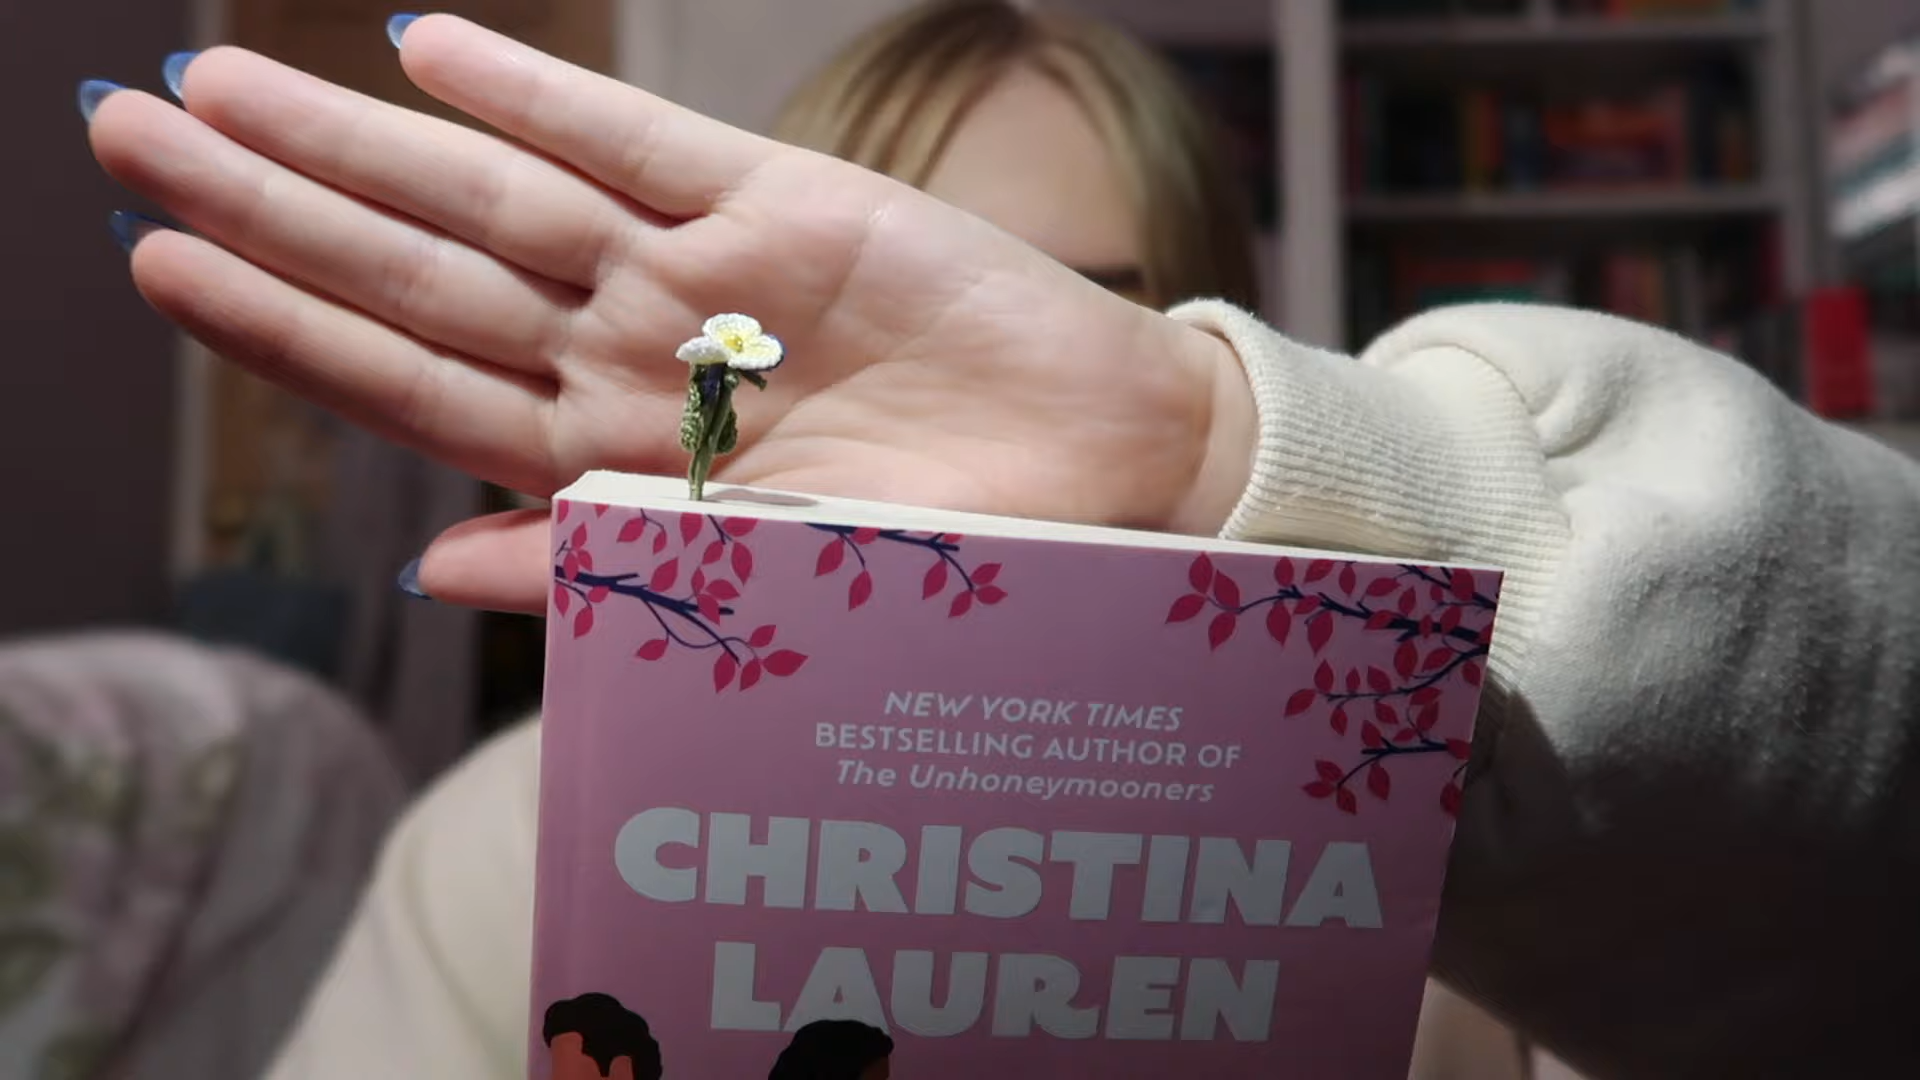 NEW YORK TIMES
BESTSELLING AUTHOR OF
The Unhoneymooners
CHRISTINA
LAUREN